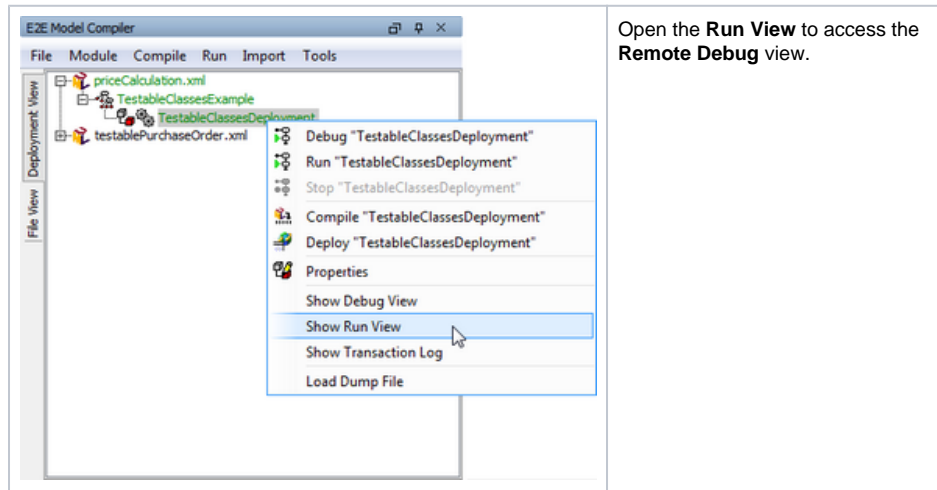 E2E Model Compiler
File Module Compile Run Import Tools
Deployment View
File View
priceCalculation.xml
TestableClassesExample
TestableClassesDeployment
testablePurchaseOrder.xml
Debug "TestableClassesDeployment"
Run "TestableClassesDeployment"
Stop "TestableClassesDeployment"
Compile "TestableClassesDeployment"
Deploy "TestableClassesDeployment"
Properties
Show Debug View
Show Run View
Show Transaction Log
Load Dump File
Open the Run View to access the
Remote Debug view.